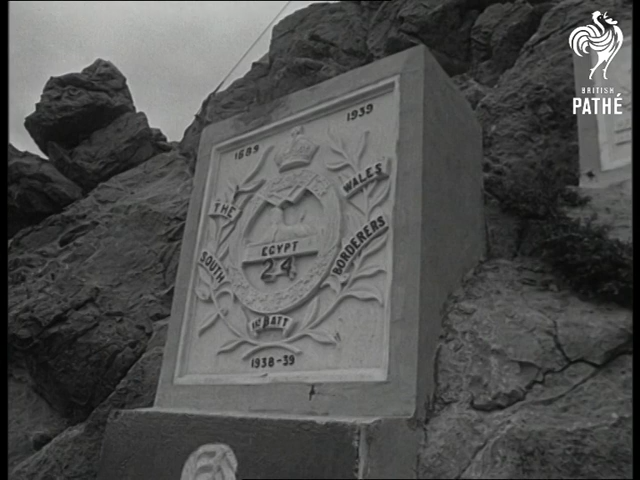 1689 1939
THE SOUTH WALES BORDERERS
EGYPT
24
1st BATT
1938-39
BRITISH
PATHÉ